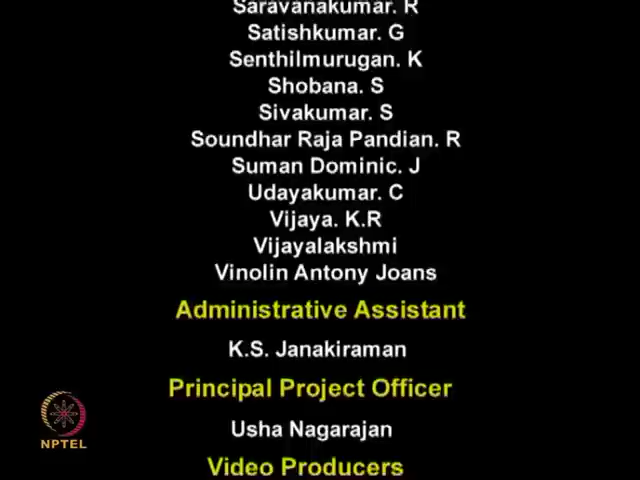 Saravanakumar. R
Satishkumar. G
Senthilmurugan. K
Shobana. S
Sivakumar. S
Soundhar Raja Pandian. R
Suman Dominic. J
Udayakumar. C
Vijaya. K.R
Vijayalakshmi
Vinolin Antony Joans
Administrative Assistant
K.S. Janakiraman
Principal Project Officer
Usha Nagarajan
NPTEL
Video Producers